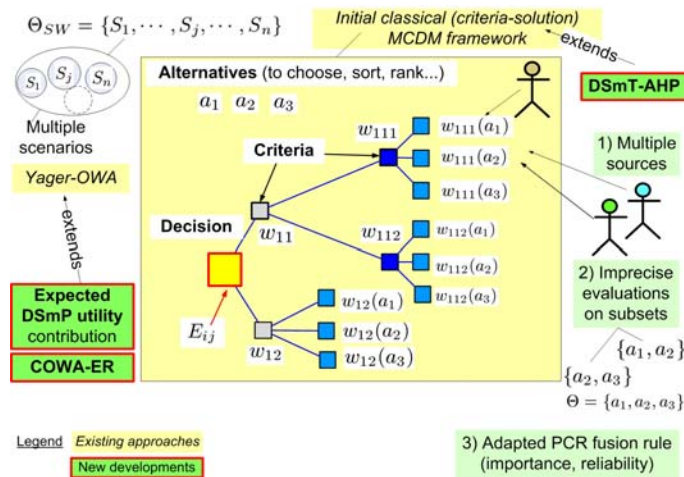 Θ_SW = {S_1, ⋯, S_j, ⋯, S_n}
S_1
S_j
S_n
Multiple
scenarios
Yager-OWA
extends
Expected
DSmP utility
contribution
COWA-ER
Initial classical (criteria-solution)
MCDM framework
extends
DSmT-AHP
Alternatives (to choose, sort, rank...)
a_1 a_2 a_3
Criteria
Decision
E_ij
w_11
w_12
w_111
w_112
w_111(a_1)
w_111(a_2)
w_111(a_3)
w_112(a_1)
w_112(a_2)
w_112(a_3)
w_12(a_1)
w_12(a_2)
w_12(a_3)
1) Multiple
sources
2) Imprecise
evaluations
on subsets
{a_1, a_2}
{a_2, a_3}
Θ = {a_1, a_2, a_3}
3) Adapted PCR fusion rule
(importance, reliability)
Legend
Existing approaches
New developments